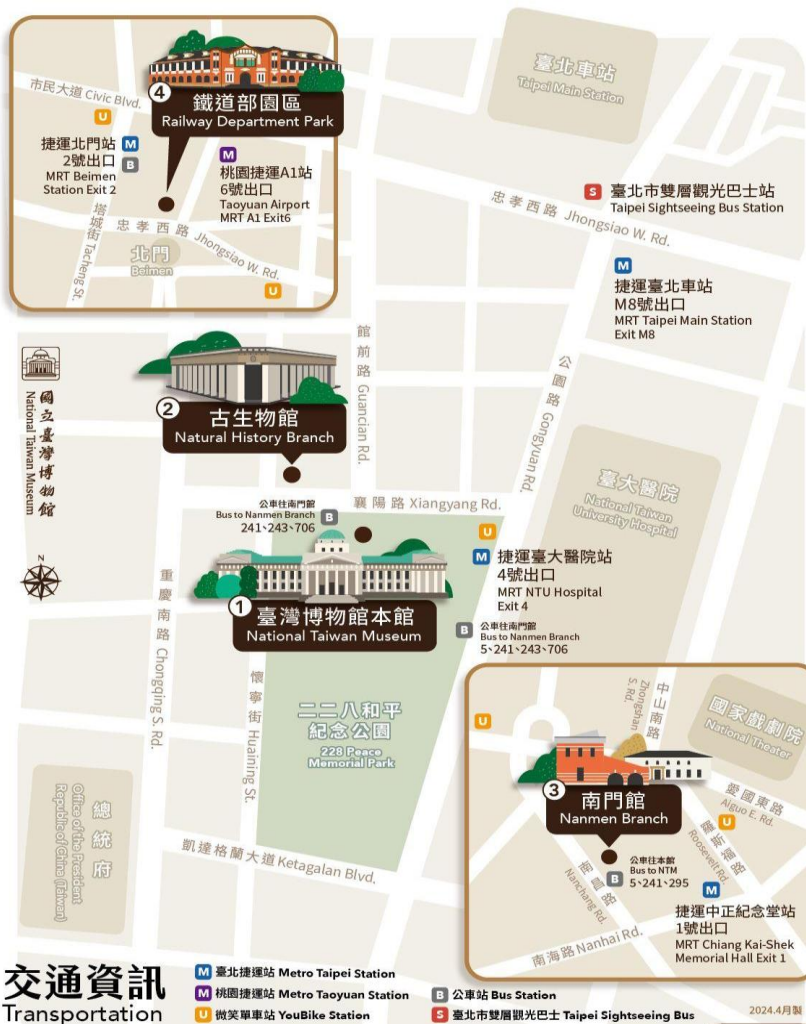 臺北車站
Taipei Main Station
④
鐵道部園區
Railway Department Park
市民大道 Civic Blvd.
U
捷運北門站
2號出口
MRT Beimen
Station Exit 2
M
B
M
桃園捷運A1站
6號出口
Taoyuan Airport
MRT A1 Exit6
塔城街 Tacheng St.
忠孝西路 Jhongsiao W. Rd.
北門
Beimen
U
S 臺北市雙層觀光巴士站
Taipei Sightseeing Bus Station
忠孝西路 Jhongsiao W. Rd.
M
捷運臺北車站
M8號出口
MRT Taipei Main Station
Exit M8
館前路 Guancian Rd.
公園路 Gongyuan Rd.
國立臺灣博物館
National Taiwan Museum
②
古生物館
Natural History Branch
臺大醫院
National Taiwan
University Hospital
襄陽路 Xiangyang Rd.
公車往南門館
Bus to Nanmen Branch
241、243、706
B
U
M 捷運臺大醫院站
4號出口
MRT NTU Hospital
Exit 4
N
①
臺灣博物館本館
National Taiwan Museum
B 公車往南門館
Bus to Nanmen Branch
5、241、243、706
重慶南路 Chongqing S. Rd.
懷寧街 Huaining St.
二二八和平
紀念公園
228 Peace
Memorial Park
總統府
Office of the President
Republic of China (Taiwan)
凱達格蘭大道 Ketagalan Blvd.
U
中山南路
Zhongshan
S. Rd.
國家戲劇院
National Theater
③
南門館
Nanmen Branch
愛國東路
Aiguo E. Rd.
U
羅斯福路
Roosevelt Rd.
公車往本館
Bus to NTM
5、241、295
B
南昌路
Nanchang Rd.
M
捷運中正紀念堂站
1號出口
MRT Chiang Kai-Shek
Memorial Hall Exit 1
南海路 Nanhai Rd.
交通資訊
Transportation
M 臺北捷運站 Metro Taipei Station
M 桃園捷運站 Metro Taoyuan Station
B 公車站 Bus Station
U 微笑單車站 YouBike Station
S 臺北市雙層觀光巴士 Taipei Sightseeing Bus
2024.4月製